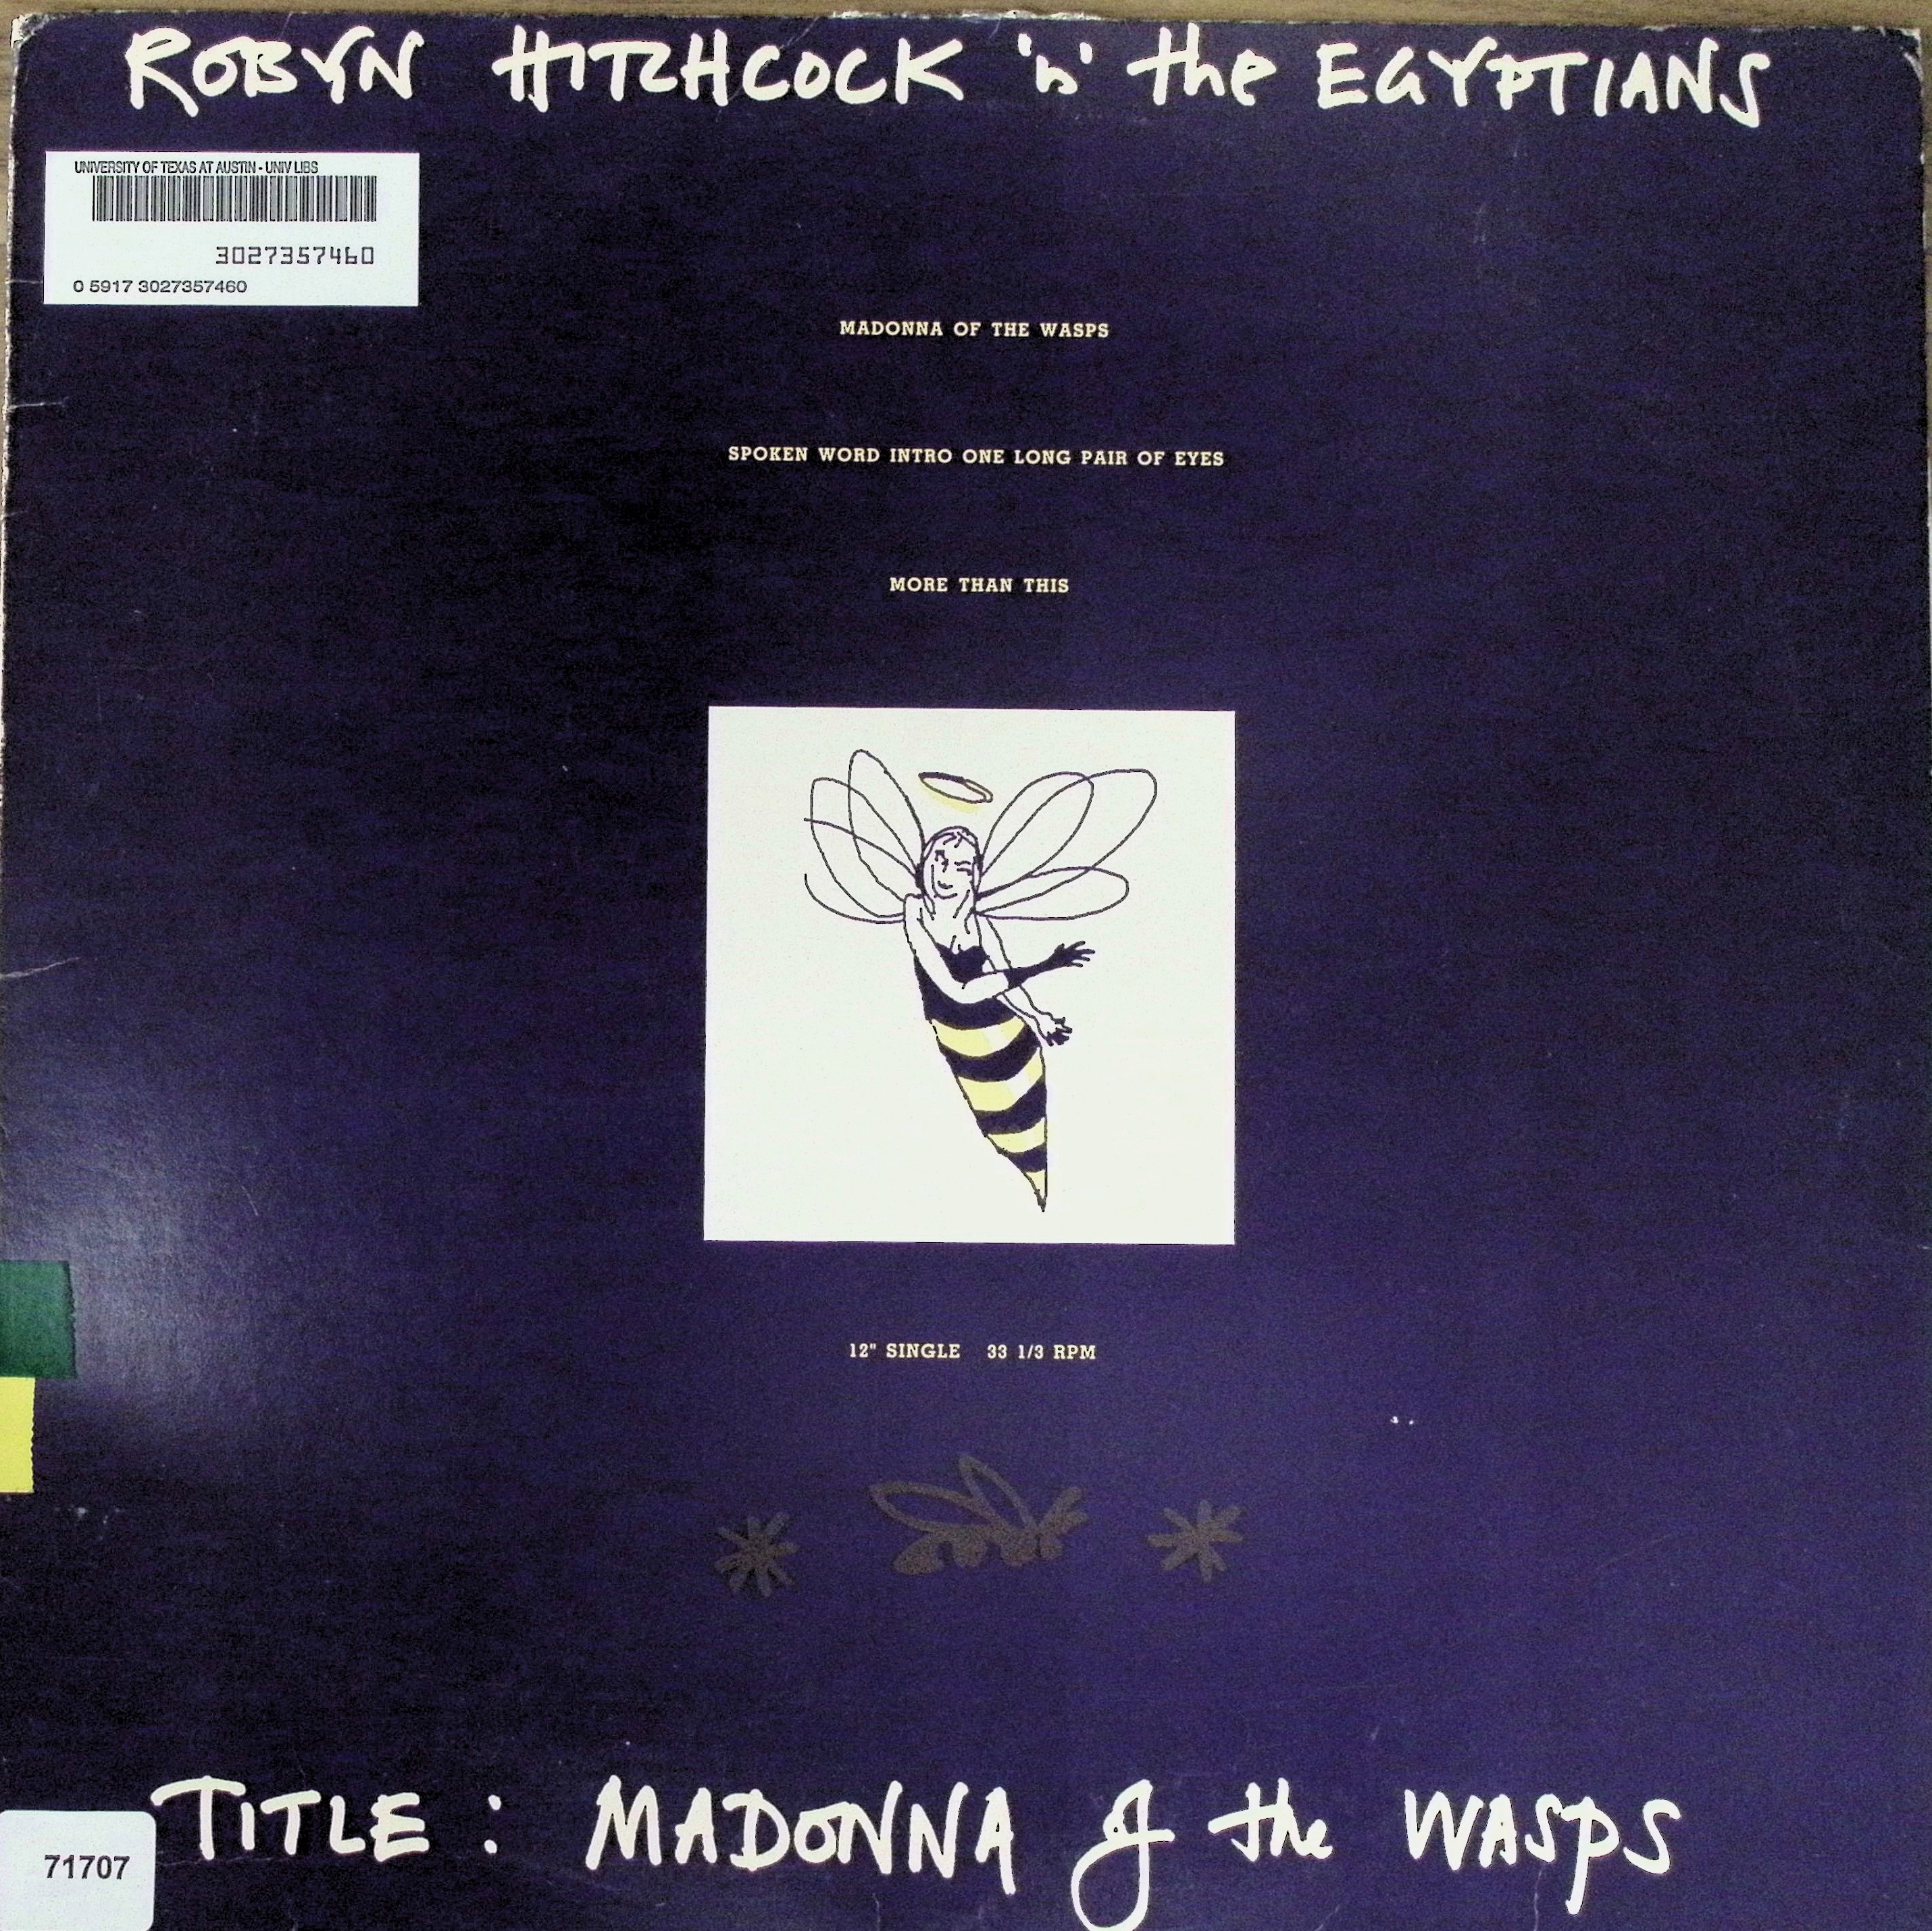 ROBYN HITCHCOCK 'n' the EGYPTIANS
UNIVERSITY OF TEXAS AT AUSTIN - UNIV LIBS
3027357460
0 5917 3027357460
MADONNA OF THE WASPS
SPOKEN WORD INTRO ONE LONG PAIR OF EYES
MORE THAN THIS
12" SINGLE 33 1/3 RPM
TITLE : MADONNA of the WASPS
71707